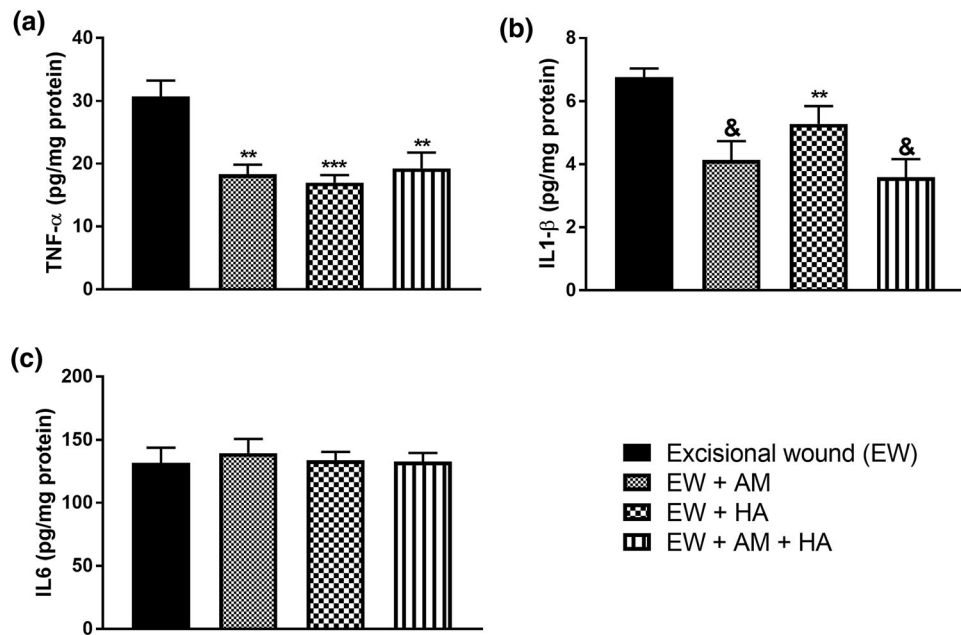 (a)
TNF-α (pg/mg protein)
40
30
20
10
0
**
***
**
(b)
IL1-β (pg/mg protein)
8
6
4
2
0
&
**
&
(c)
IL6 (pg/mg protein)
200
150
100
50
0
Excisional wound (EW)
EW + AM
EW + HA
EW + AM + HA